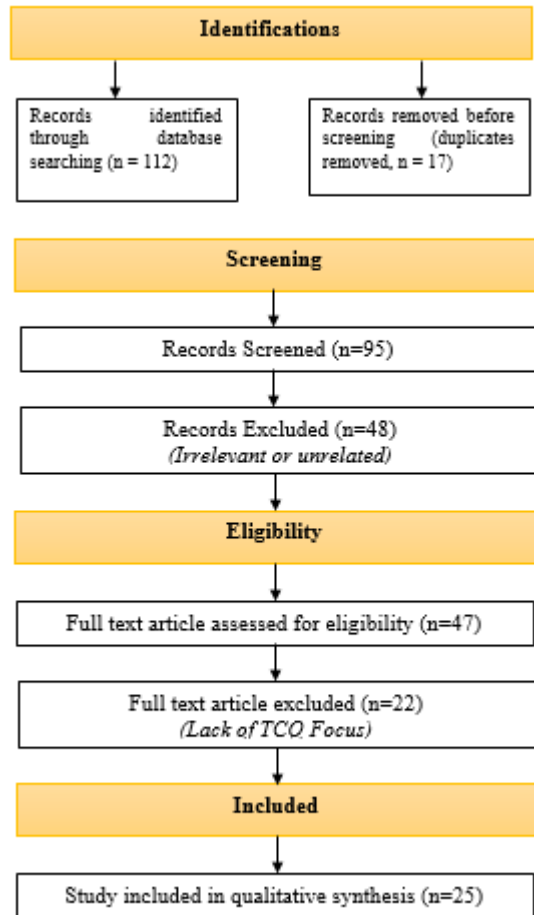 Identifications
Records identified
through database
searching (n = 112)
Records removed before
screening (duplicates
removed, n = 17)
Screening
Records Screened (n=95)
Records Excluded (n=48)
(Irrelevant or unrelated)
Eligibility
Full text article assessed for eligibility (n=47)
Full text article excluded (n=22)
(Lack of TCQ Focus)
Included
Study included in qualitative synthesis (n=25)